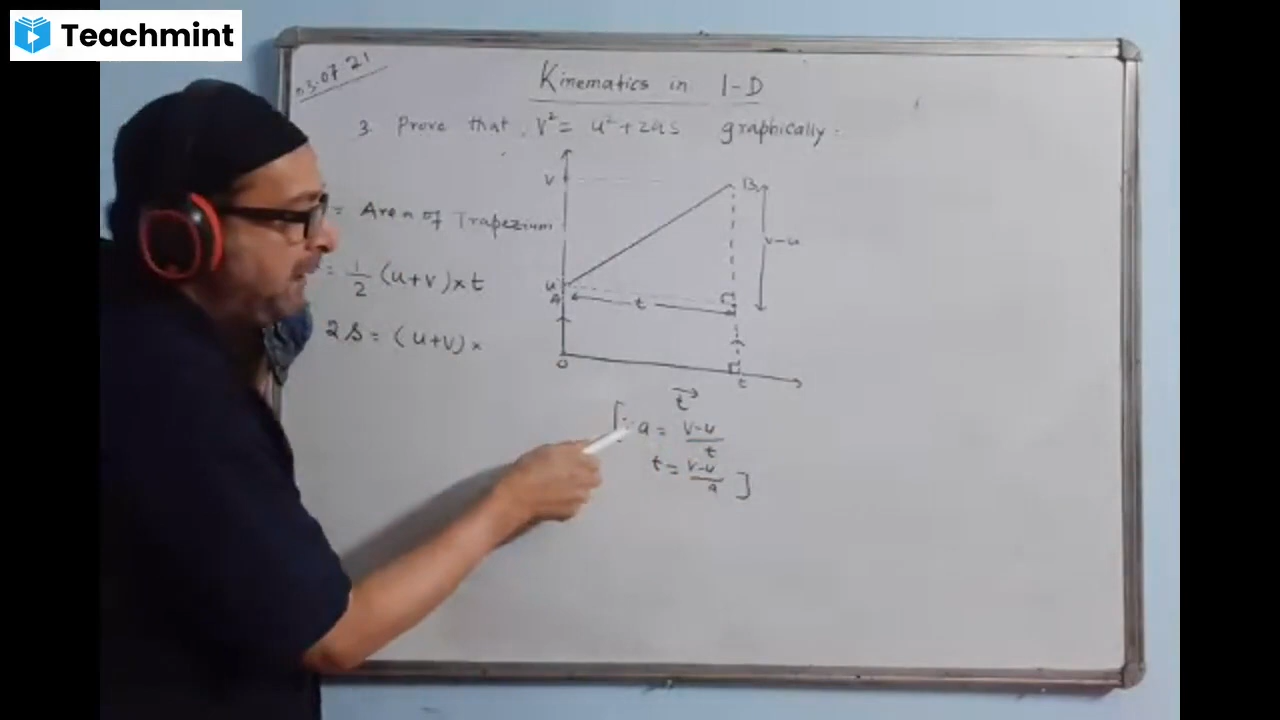 Teachmint
03.07.21
Kinematics in 1-D
3. Prove that, v² = u² + 2as graphically.
= Area of Trapezium
= 1/2 (u+v) × t
2S = (u+v) ×
v
B
v-u
u
A
t
O
t
t
[∵ a = v-u/t
t = v-u/a ]